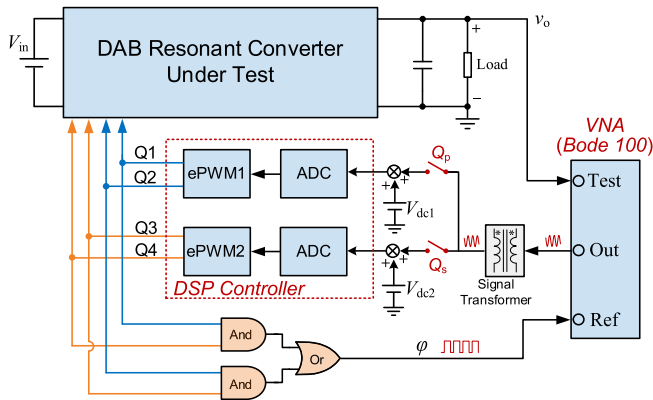 V_in
DAB Resonant Converter
Under Test
v_o
+
Load
−
VNA
(Bode 100)
Q1
Q2
ePWM1
ADC
Q_p
+
+
V_dc1
Test
Q3
Q4
ePWM2
ADC
Q_s
+
+
V_dc2
* *
Out
DSP Controller
Signal
Transformer
And
Or
φ
Ref
And